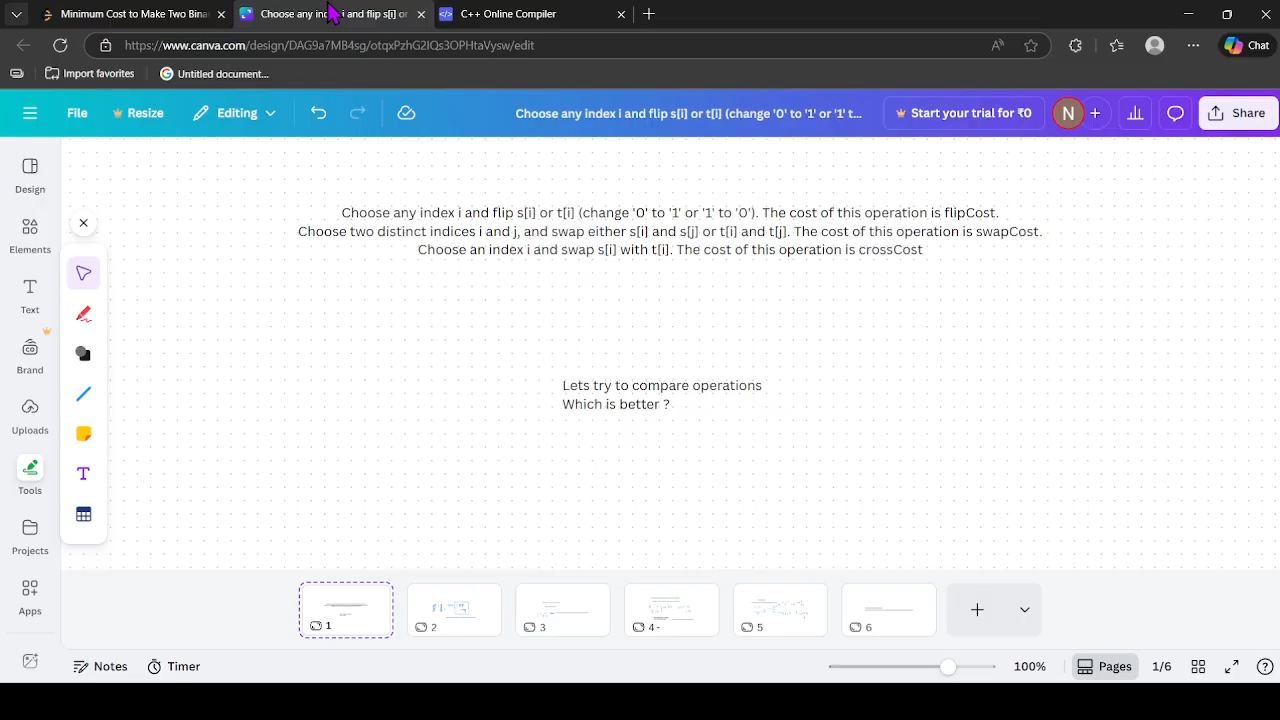 Minimum Cost to Make Two Bina
Choose any index i and flip s[i] or
C++ Online Compiler
https://www.canva.com/design/DAG9a7MB4sg/otqxPzhG2IQs3OPHtaVysw/edit
Chat
Import favorites
Untitled document...
File
Resize
Editing
Choose any index i and flip s[i] or t[i] (change '0' to '1' or '1' t...
Start your trial for ₹0
N
Share
Design
Elements
Text
Brand
Uploads
Tools
Projects
Apps
Choose any index i and flip s[i] or t[i] (change '0' to '1' or '1' to '0'). The cost of this operation is flipCost.
Choose two distinct indices i and j, and swap either s[i] and s[j] or t[i] and t[j]. The cost of this operation is swapCost.
Choose an index i and swap s[i] with t[i]. The cost of this operation is crossCost
Lets try to compare operations
Which is better ?
1
2
3
4 -
5
6
Notes
Timer
100%
Pages
1/6